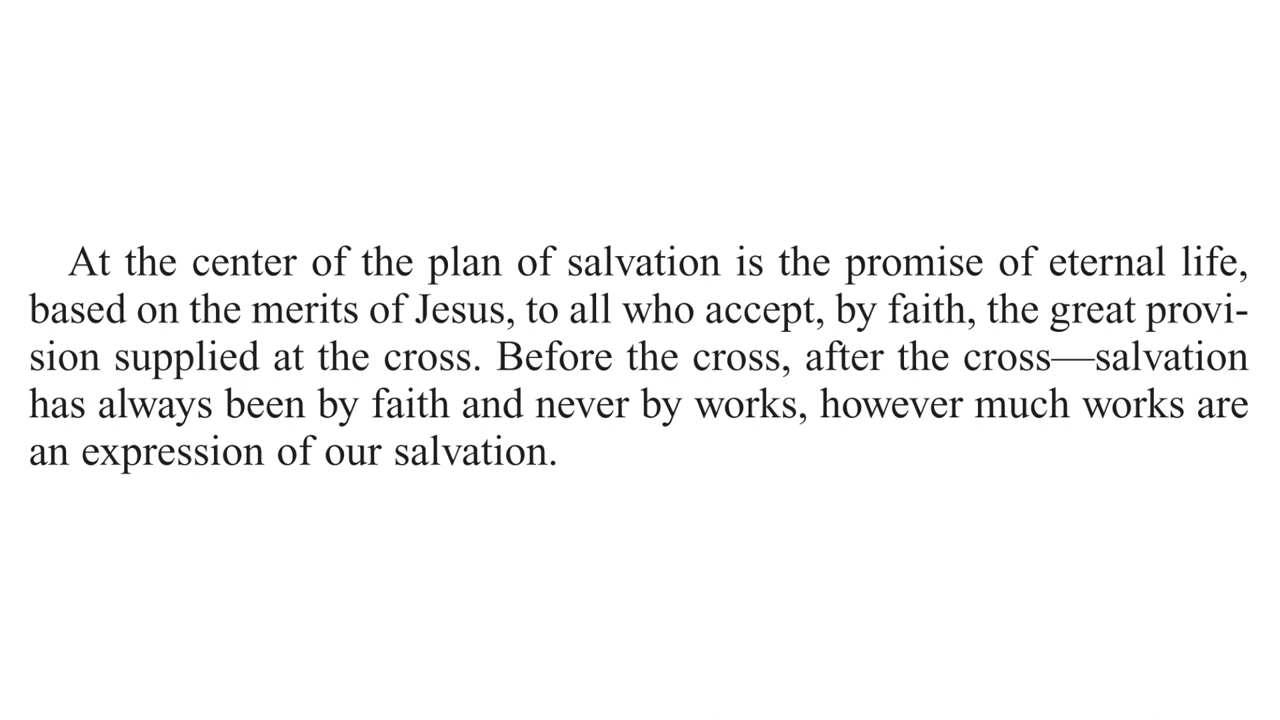 At the center of the plan of salvation is the promise of eternal life,
based on the merits of Jesus, to all who accept, by faith, the great provi-
sion supplied at the cross. Before the cross, after the cross—salvation
has always been by faith and never by works, however much works are
an expression of our salvation.